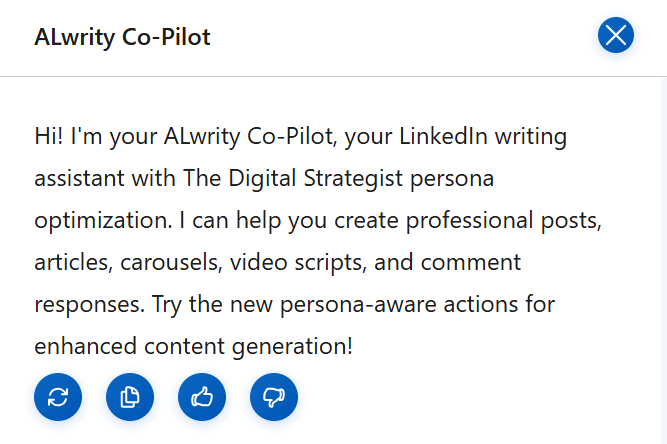 ALwrity Co-Pilot
Hi! I'm your ALwrity Co-Pilot, your LinkedIn writing
assistant with The Digital Strategist persona
optimization. I can help you create professional posts,
articles, carousels, video scripts, and comment
responses. Try the new persona-aware actions for
enhanced content generation!